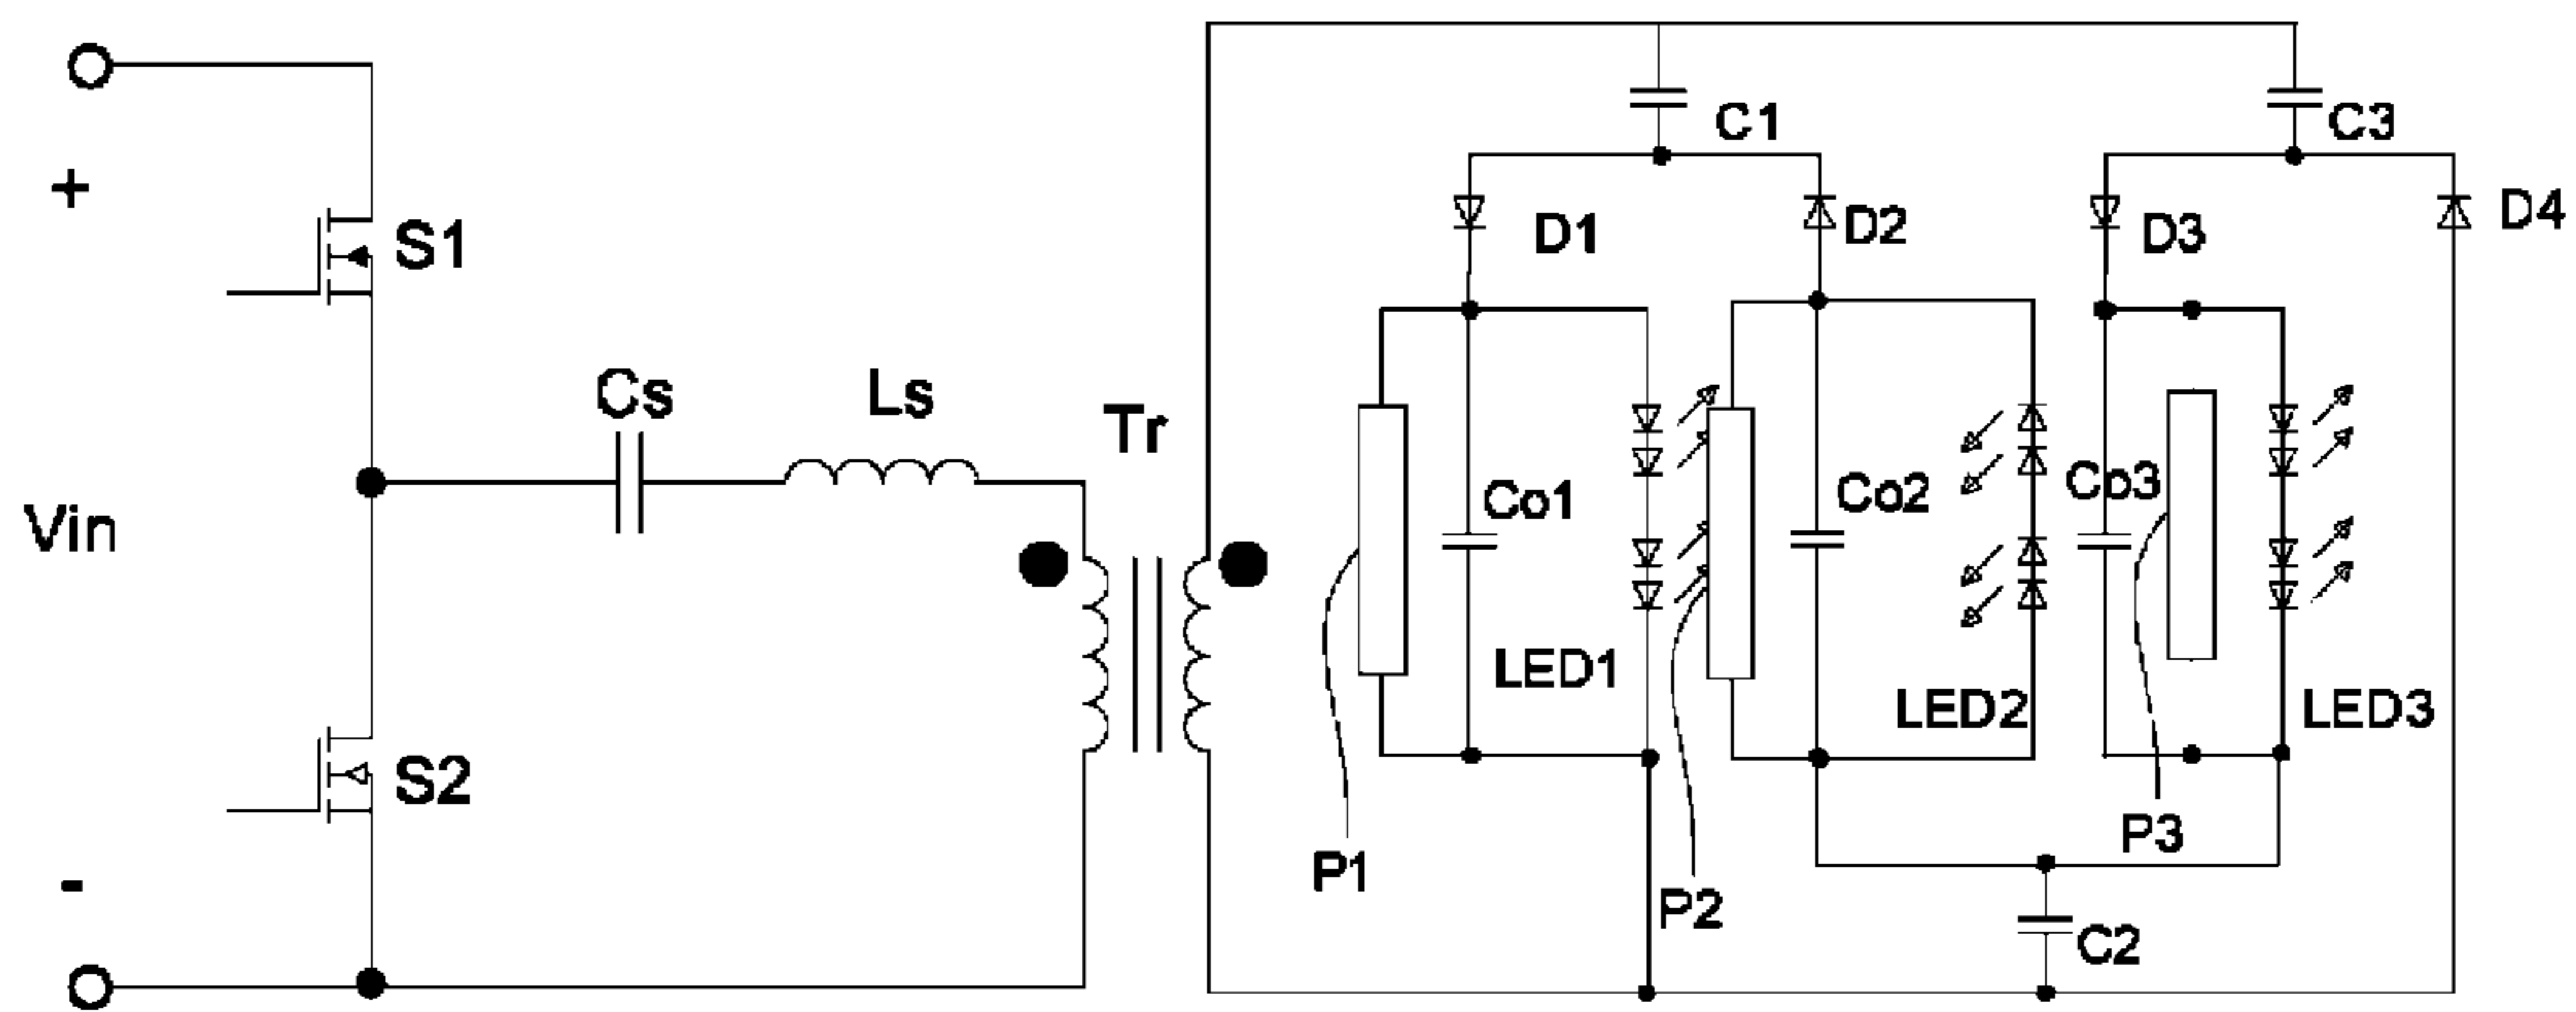 +
Vin
-
S1
S2
Cs
Ls
Tr
C1
C3
D1
D2
D3
D4
Co1
Co2
Co3
LED1
LED2
LED3
P1
P2
P3
C2